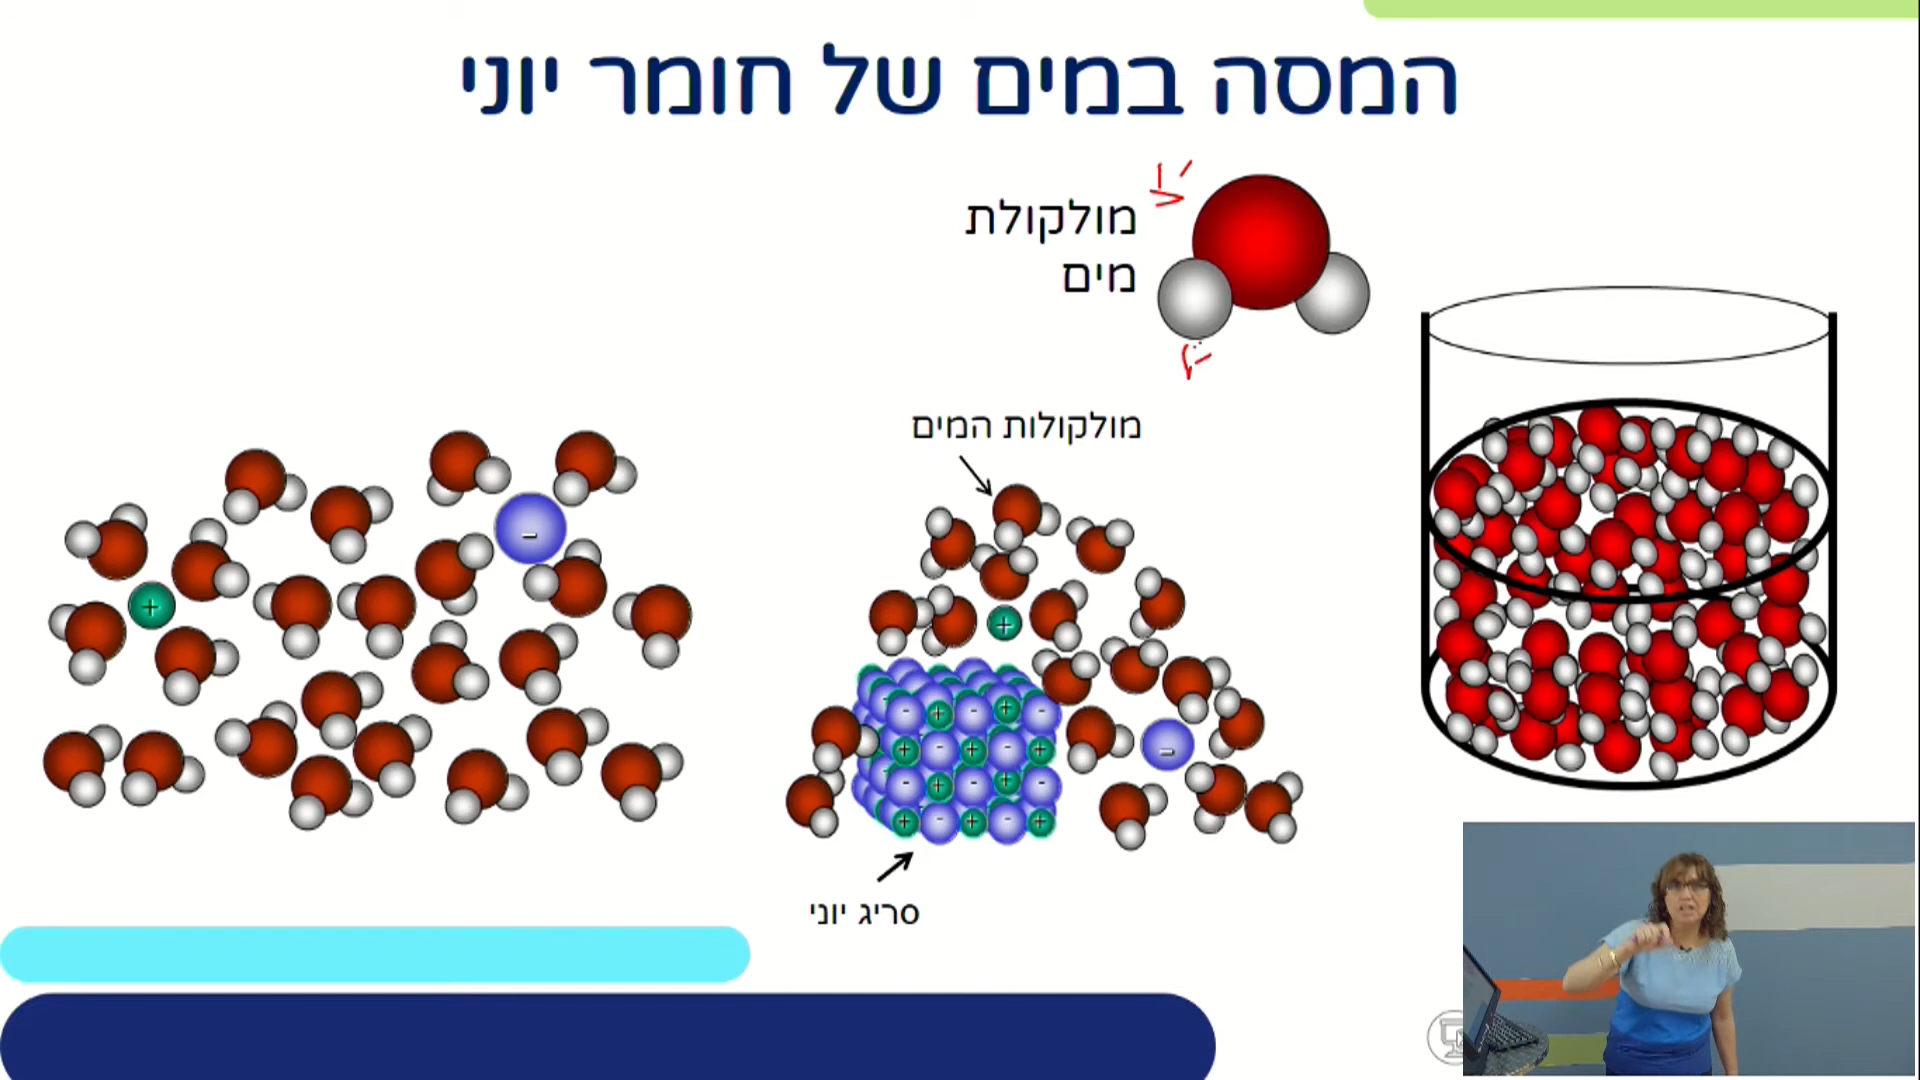 המסה במים של חומר יוני
מולקולת
מים
מולקולות המים
סריג יוני